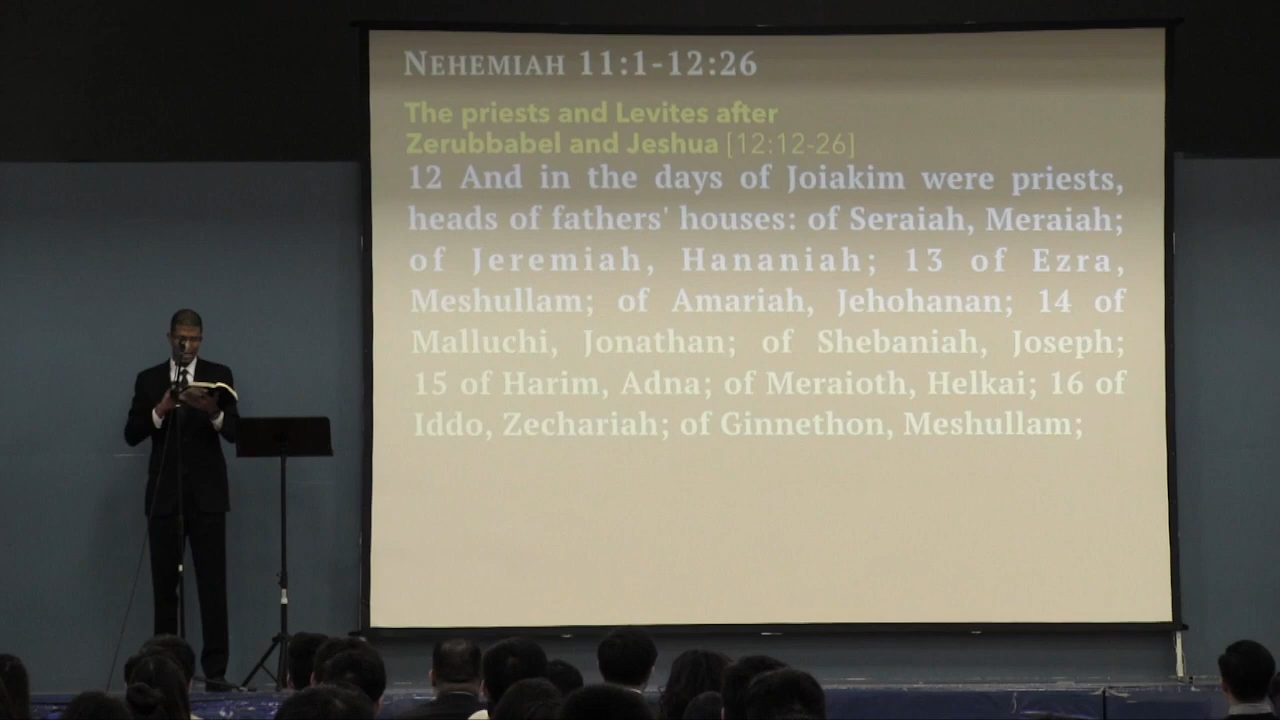 NEHEMIAH 11:1-12:26
The priests and Levites after
Zerubbabel and Jeshua [12:12-26]
12 And in the days of Joiakim were priests,
heads of fathers' houses: of Seraiah, Meraiah;
of Jeremiah, Hananiah; 13 of Ezra,
Meshullam; of Amariah, Jehohanan; 14 of
Malluchi, Jonathan; of Shebaniah, Joseph;
15 of Harim, Adna; of Meraioth, Helkai; 16 of
Iddo, Zechariah; of Ginnethon, Meshullam;